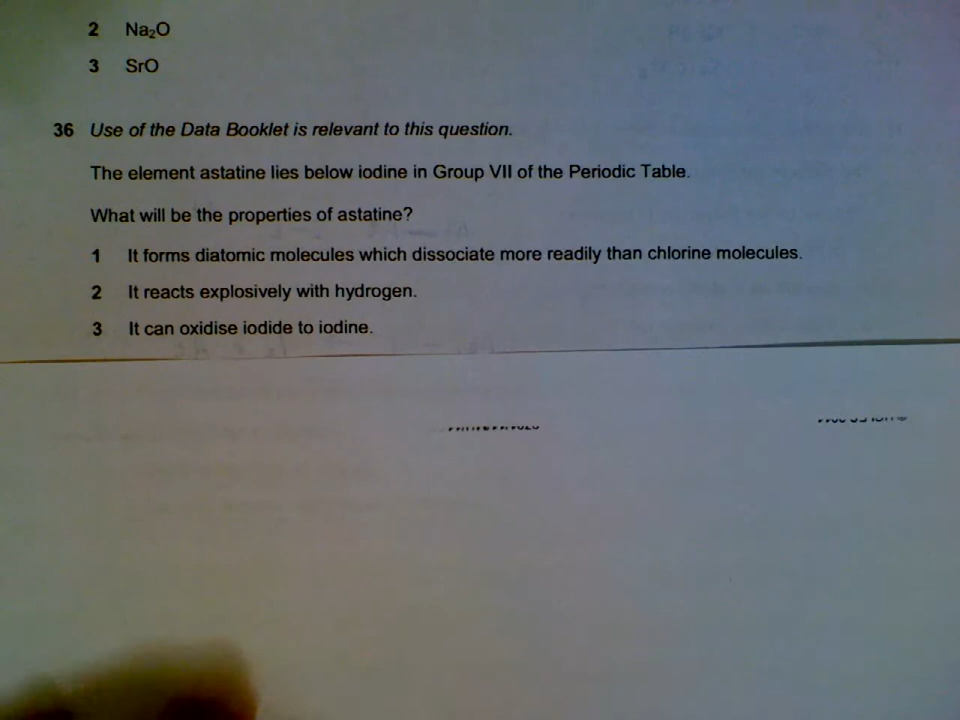 2 Na₂O
3 SrO
36 Use of the Data Booklet is relevant to this question.
The element astatine lies below iodine in Group VII of the Periodic Table.
What will be the properties of astatine?
1 It forms diatomic molecules which dissociate more readily than chlorine molecules.
2 It reacts explosively with hydrogen.
3 It can oxidise iodide to iodine.